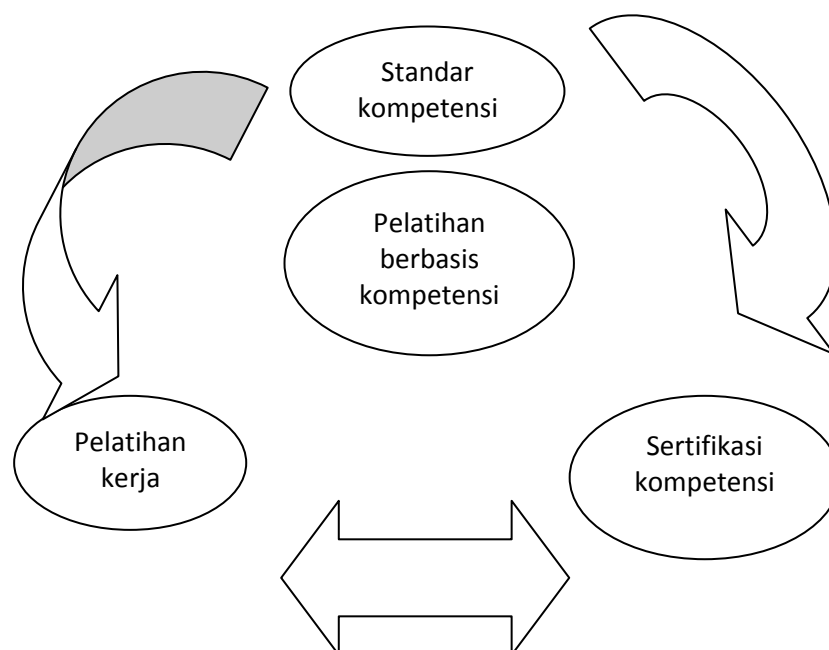 Standar
kompetensi
Pelatihan
berbasis
kompetensi
Pelatihan
kerja
Sertifikasi
kompetensi